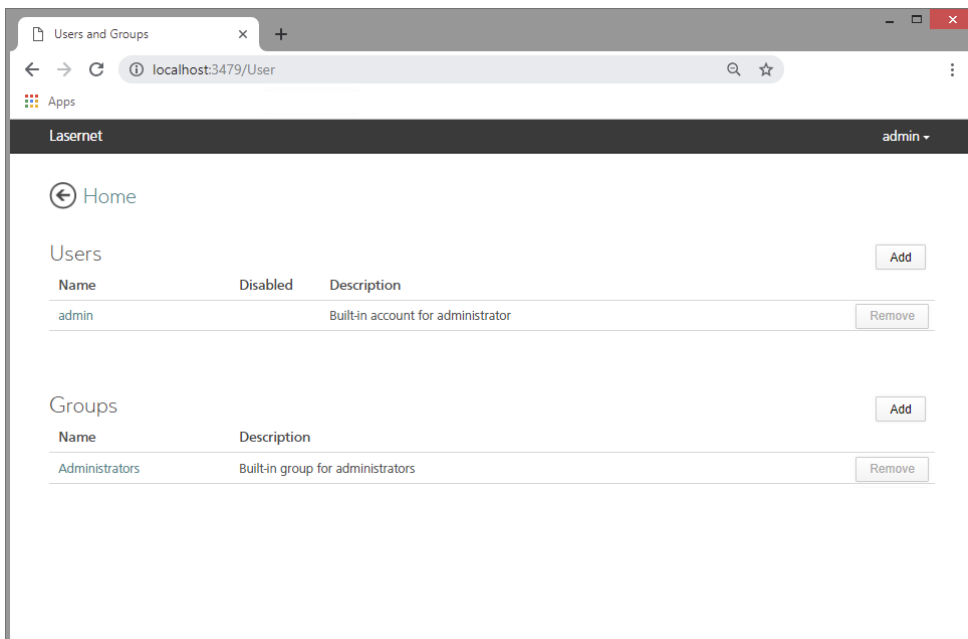 Users and Groups
localhost:3479/User
Apps
Lasernet admin
Home
Users Add
Name Disabled Description
admin Built-in account for administrator Remove
Groups Add
Name Description
Administrators Built-in group for administrators Remove